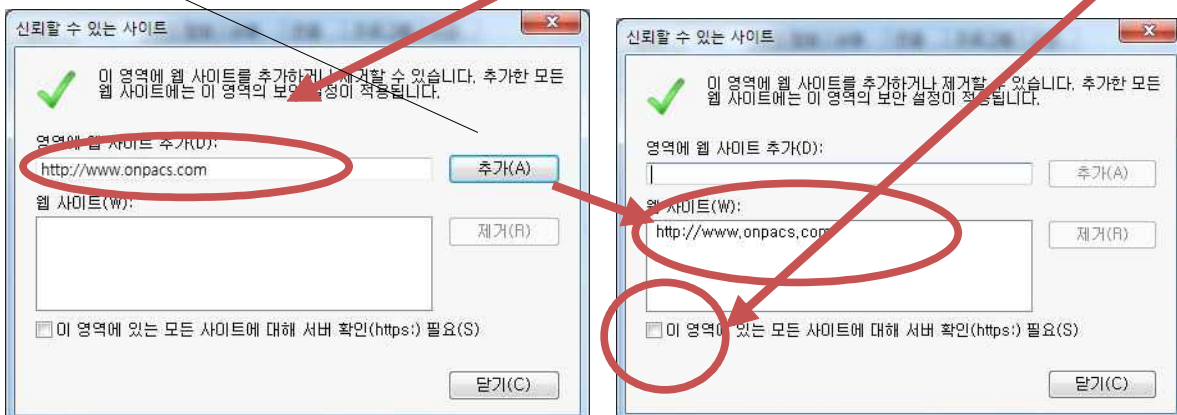 신뢰할 수 있는 사이트
이 영역에 웹 사이트를 추가하거나 제거할 수 있습니다. 추가한 모든
웹 사이트에는 이 영역의 보안 설정이 적용됩니다.
영역에 웹 사이트 추가(D):
http://www.onpacs.com
추가(A)
웹 사이트(W):
제거(R)
이 영역에 있는 모든 사이트에 대해 서버 확인(https:) 필요(S)
닫기(C)
신뢰할 수 있는 사이트
이 영역에 웹 사이트를 추가하거나 제거할 수 있습니다. 추가한 모든
웹 사이트에는 이 영역의 보안 설정이 적용됩니다.
영역에 웹 사이트 추가(D):
추가(A)
웹 사이트(W):
http://www.onpacs.com
제거(R)
이 영역에 있는 모든 사이트에 대해 서버 확인(https:) 필요(S)
닫기(C)